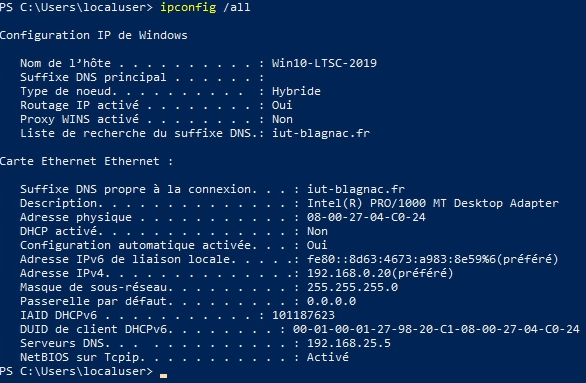 PS C:\Users\localuser> ipconfig /all
Configuration IP de Windows
Nom de l’hôte . . . . . . . . . . : Win10-LTSC-2019
Suffixe DNS principal . . . . . . :
Type de noeud. . . . . . . . . . : Hybride
Routage IP activé . . . . . . . . : Oui
Proxy WINS activé . . . . . . . . : Non
Liste de recherche du suffixe DNS.: iut-blagnac.fr
Carte Ethernet Ethernet :
Suffixe DNS propre à la connexion. . . : iut-blagnac.fr
Description. . . . . . . . . . . . . . : Intel(R) PRO/1000 MT Desktop Adapter
Adresse physique . . . . . . . . . . . : 08-00-27-04-C0-24
DHCP activé. . . . . . . . . . . . . . : Non
Configuration automatique activée. . . : Oui
Adresse IPv6 de liaison locale. . . . .: fe80::8d63:4673:a983:8e59%6(préféré)
Adresse IPv4. . . . . . . . . . . . . .: 192.168.0.20(préféré)
Masque de sous-réseau. . . . . . . . . : 255.255.255.0
Passerelle par défaut. . . . . . . . . : 0.0.0.0
IAID DHCPv6 . . . . . . . . . . . : 101187623
DUID de client DHCPv6. . . . . . . . : 00-01-00-01-27-98-20-C1-08-00-27-04-C0-24
Serveurs DNS. . . . . . . . . . . . . : 192.168.25.5
NetBIOS sur Tcpip. . . . . . . . . . . : Activé
PS C:\Users\localuser>